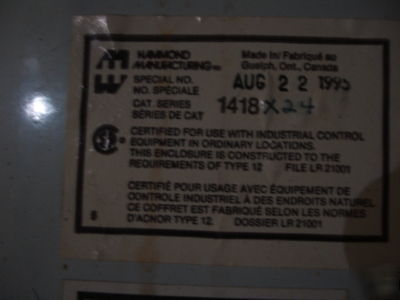 HAMMOND
MANUFACTURING
Made in/Fabriqué au
Guelph, Ont., Canada
SPECIAL NO.
NO. SPÉCIALE
AUG 22 1995
CAT. SERIES
SÉRIES DE CAT
1418 X 24
CERTIFIED FOR USE WITH INDUSTRIAL CONTROL
EQUIPMENT IN ORDINARY LOCATIONS.
THIS ENCLOSURE IS CONSTRUCTED TO THE
REQUIREMENTS OF TYPE 12 FILE LR 21001
CERTIFIÉ POUR USAGE AVEC ÉQUIPEMENT DE
CONTROLE INDUSTRIEL À DES ENDROITS NATUREL
CE COFFRET EST FABRIQUÉ SELON LES NORMES
D'ACNOR TYPE 12. DOSSIER LR 21001